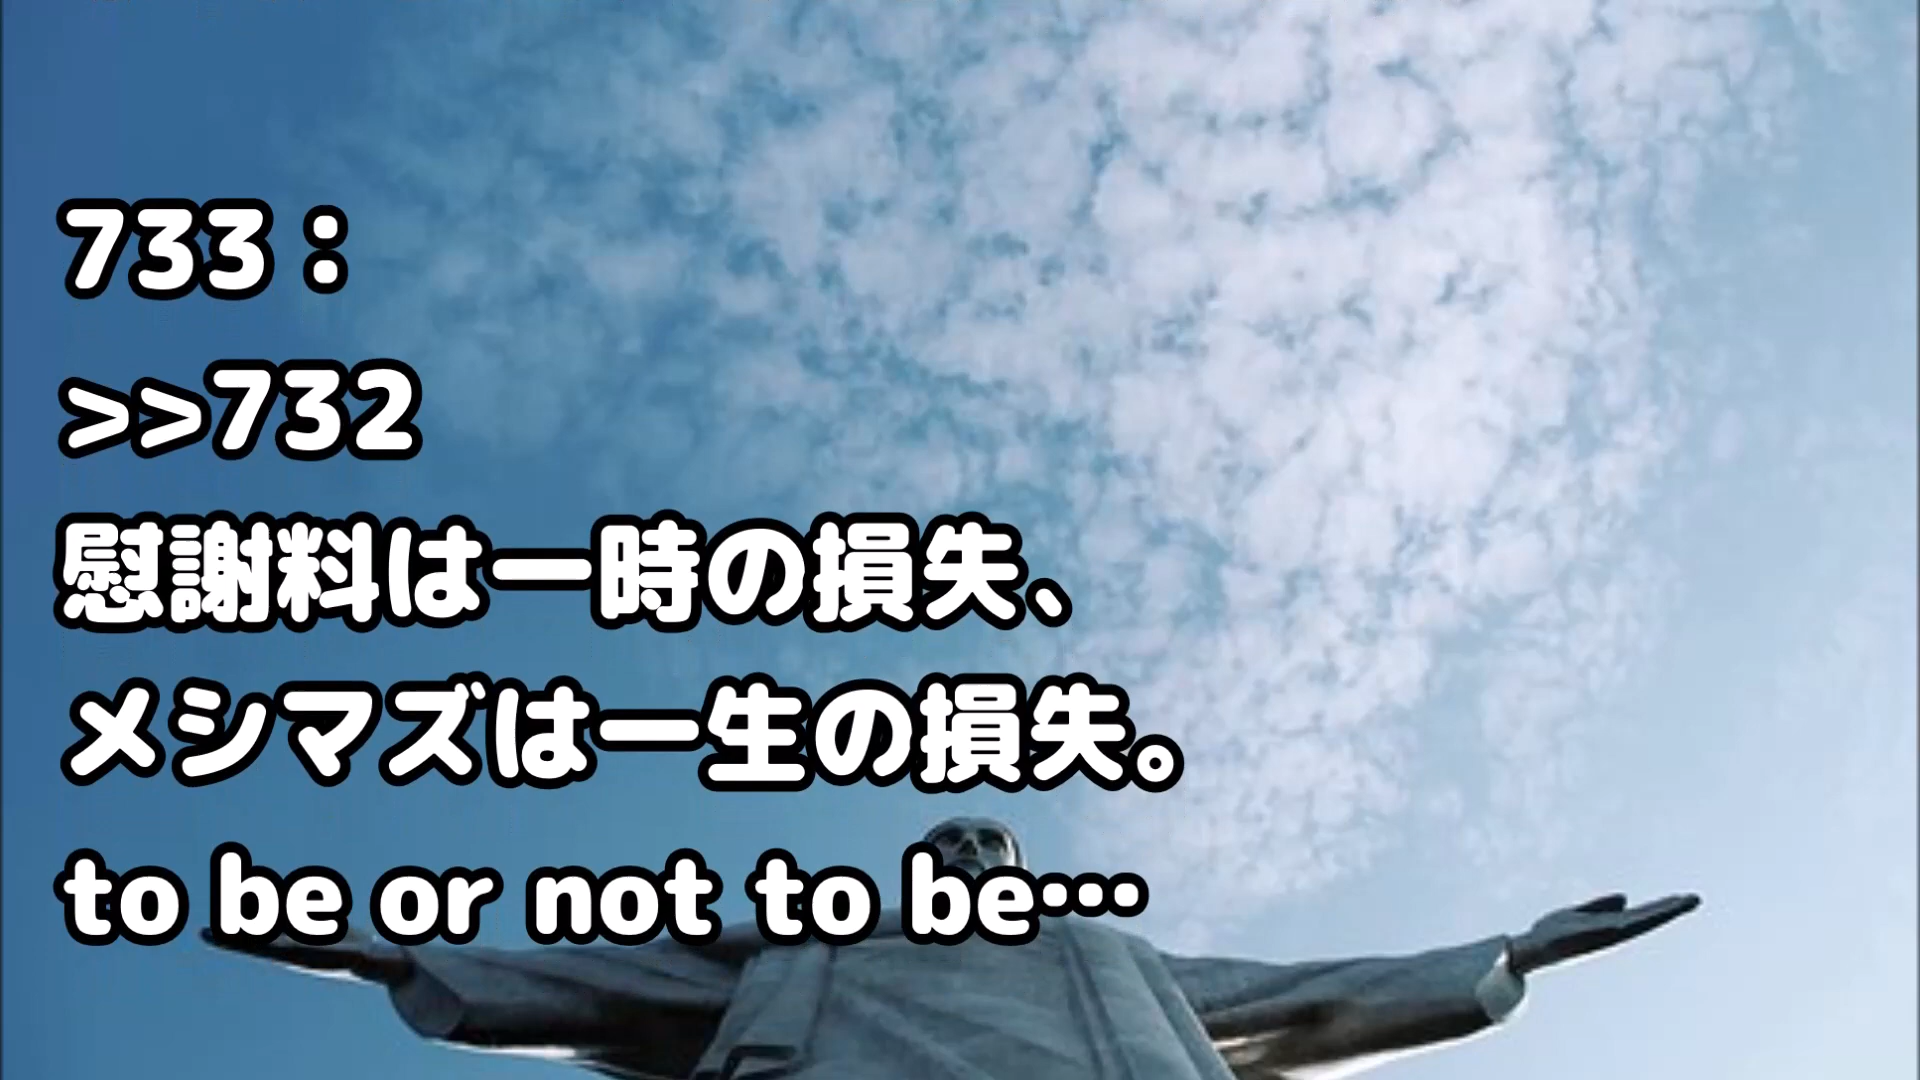 733：
>>732
慰謝料は一時の損失、
メシマズは一生の損失。
to be or not to be…